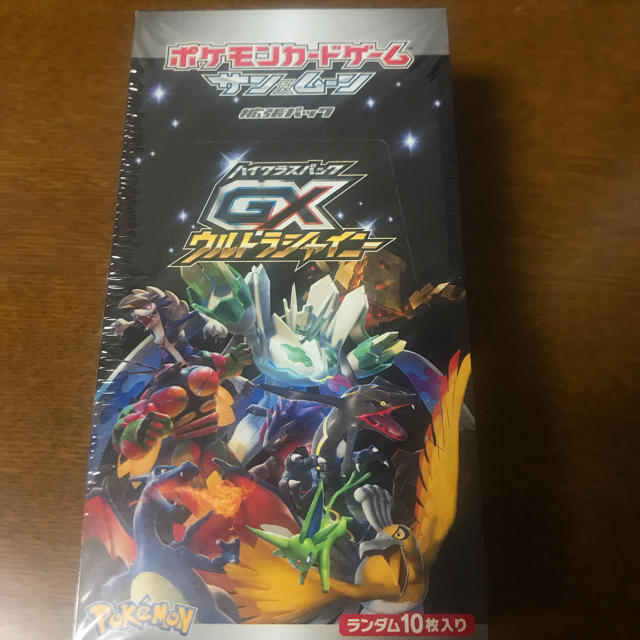 ポケモンカードゲーム
サン&ムーン
拡張パック
ハイクラスパック
GX
ウルトラシャイニー
POKéMON
ランダム10枚入り